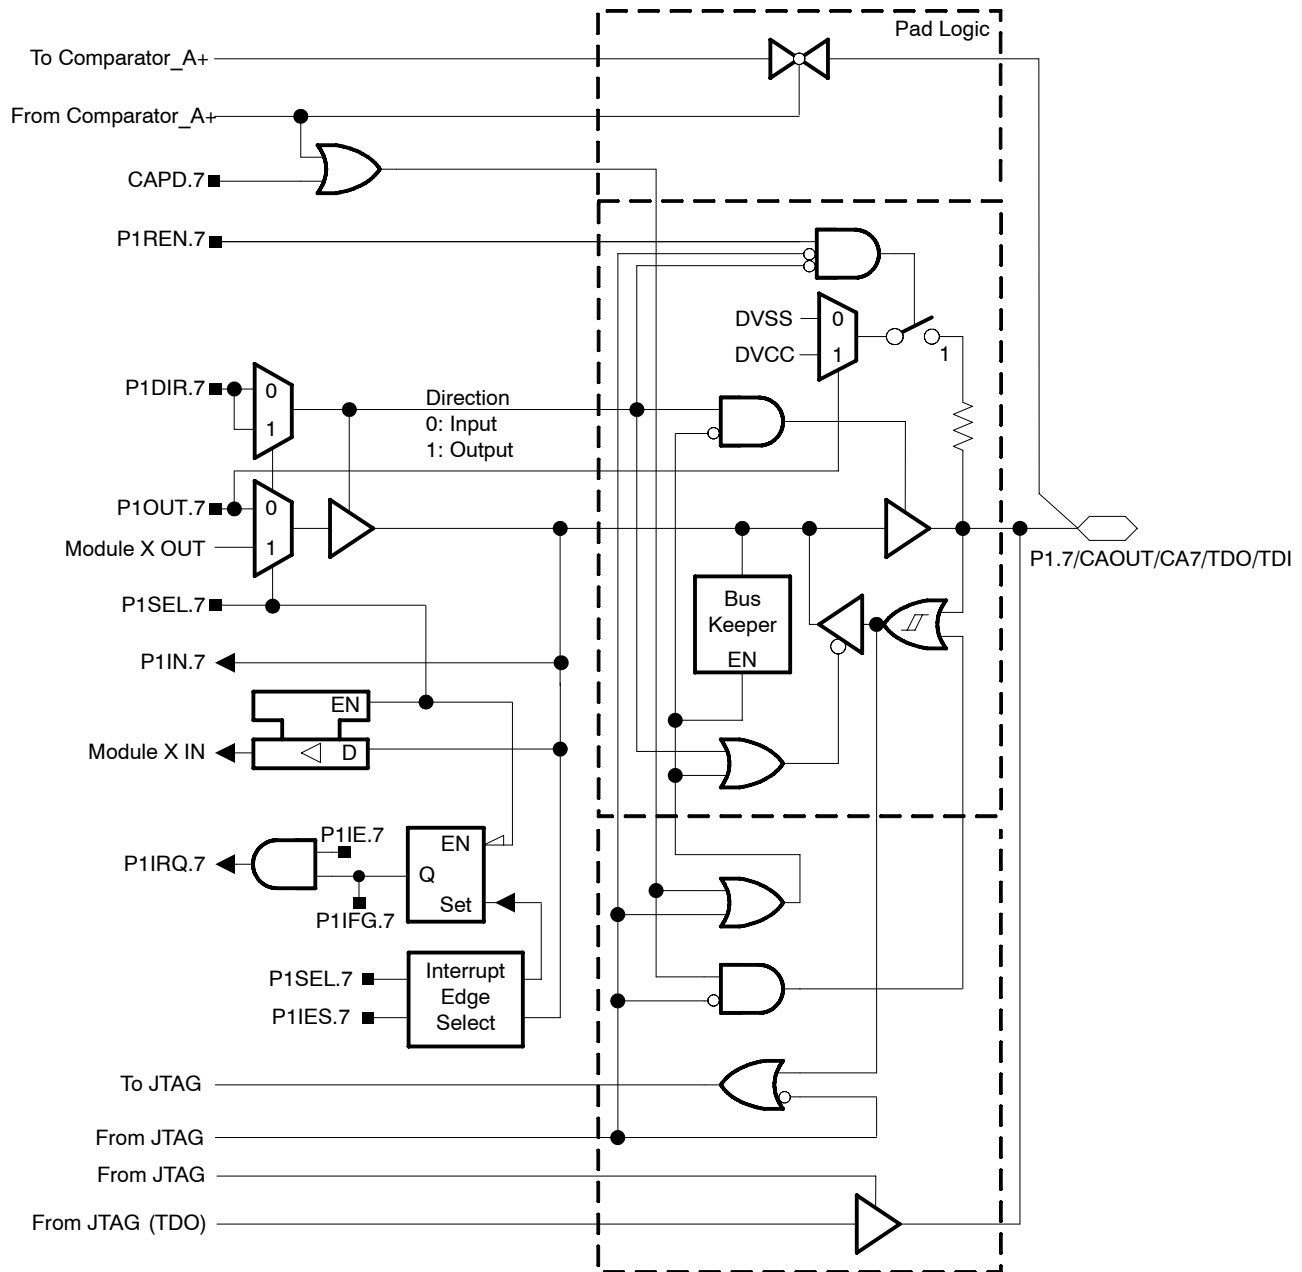 Pad Logic
To Comparator_A+
From Comparator_A+
CAPD.7
P1REN.7
DVSS
0
DVCC
1
1
P1DIR.7
0
1
Direction
0: Input
1: Output
P1OUT.7
0
Module X OUT
1
P1.7/CAOUT/CA7/TDO/TDI
P1SEL.7
Bus
Keeper
EN
P1IN.7
EN
Module X IN
D
P1IE.7
EN
P1IRQ.7
Q
Set
P1IFG.7
P1SEL.7
P1IES.7
Interrupt
Edge
Select
To JTAG
From JTAG
From JTAG
From JTAG (TDO)